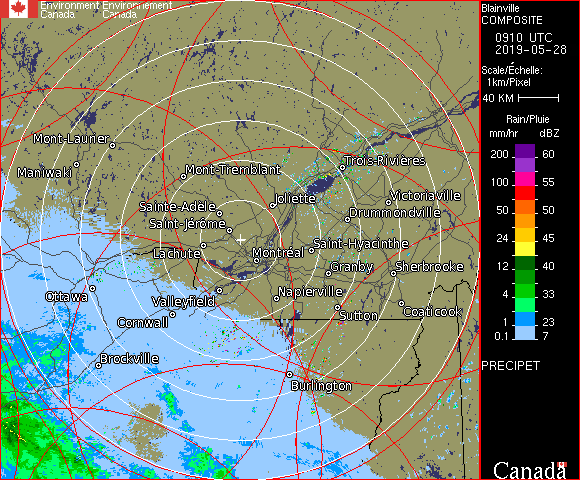 Environment Environnement
Canada Canada
Mont-Laurier
Maniwaki
Mont-Tremblant
Trois-Rivières
Sainte-Adèle
Joliette
Victoriaville
Saint-Jérôme
Drummondville
Lachute
Montréal
Saint-Hyacinthe
Granby
Sherbrooke
Ottawa
Valleyfield
Napierville
Cornwall
Sutton
Coaticook
Brockville
Burlington
Blainville
COMPOSITE
0910 UTC
2019-05-28
Scale/Échelle:
1km/Pixel
40 KM
Rain/Pluie
mm/hr dBZ
200 60
100 55
50 50
24 45
12 40
4 33
1 23
0.1 7
PRECIPET
Canada